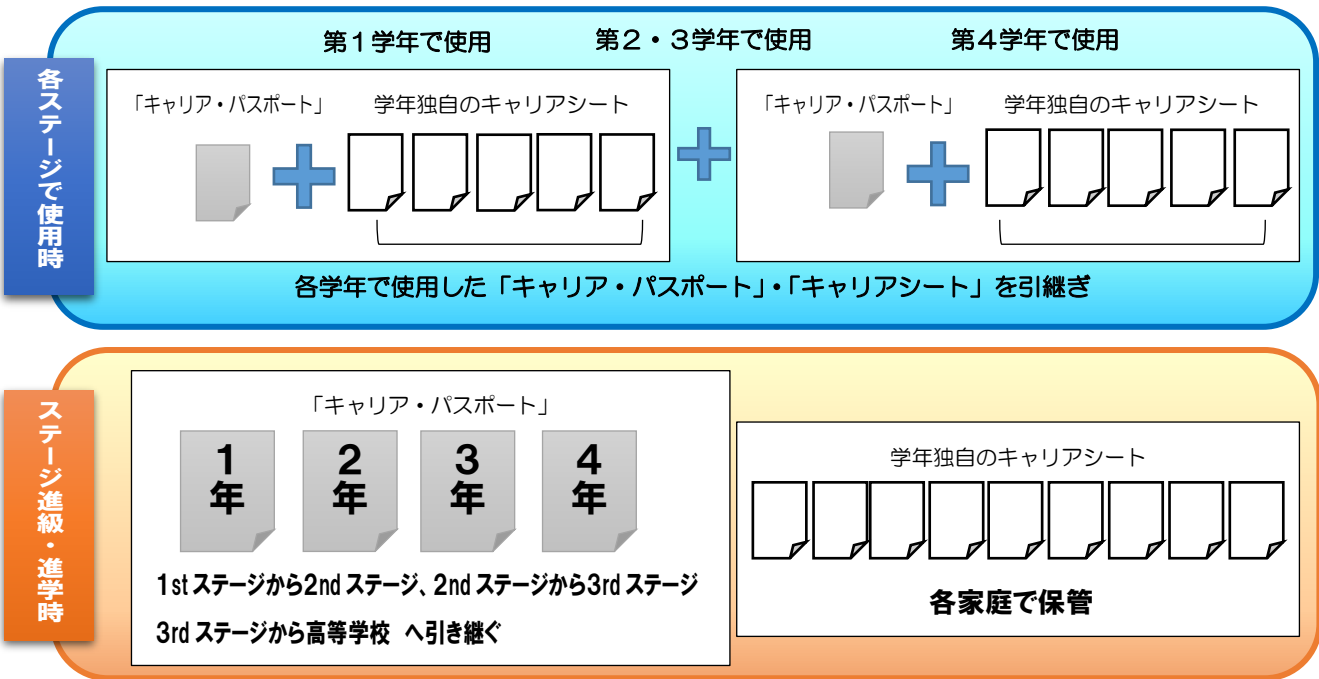 各ステージで使用時
第1学年で使用
第2・3学年で使用
第4学年で使用
「キャリア・パスポート」
学年独自のキャリアシート
「キャリア・パスポート」
学年独自のキャリアシート
各学年で使用した「キャリア・パスポート」・「キャリアシート」を引継ぎ
ステージ進級・進学時
「キャリア・パスポート」
1
年
2
年
3
年
4
年
1stステージから2ndステージ、2ndステージから3rdステージ
3rdステージから高等学校 へ引き継ぐ
学年独自のキャリアシート
各家庭で保管